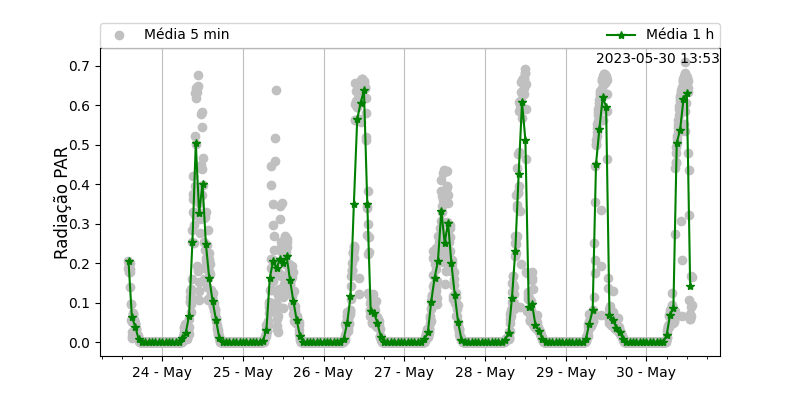 Média 5 min
Média 1 h
2023-05-30 13:53
Radiação PAR
0.7
0.6
0.5
0.4
0.3
0.2
0.1
0.0
24 - May
25 - May
26 - May
27 - May
28 - May
29 - May
30 - May